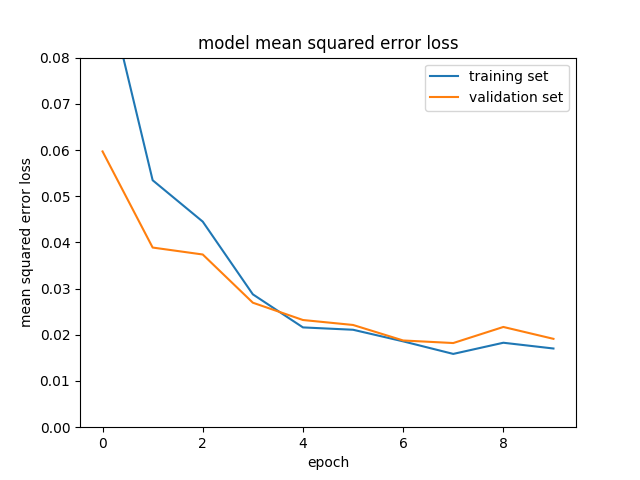 model mean squared error loss
training set
validation set
0.08
0.07
0.06
0.05
0.04
0.03
0.02
0.01
0.00
mean squared error loss
0 2 4 6 8
epoch